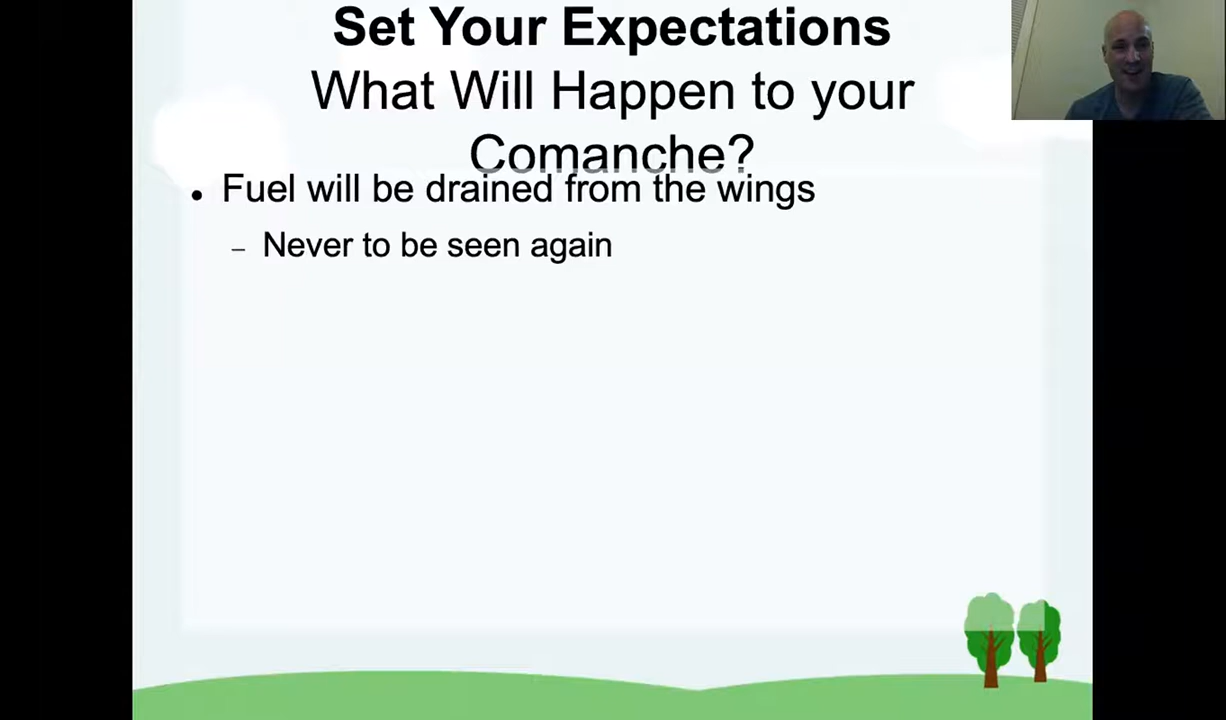 Set Your Expectations
What Will Happen to your
Comanche?
• Fuel will be drained from the wings
– Never to be seen again